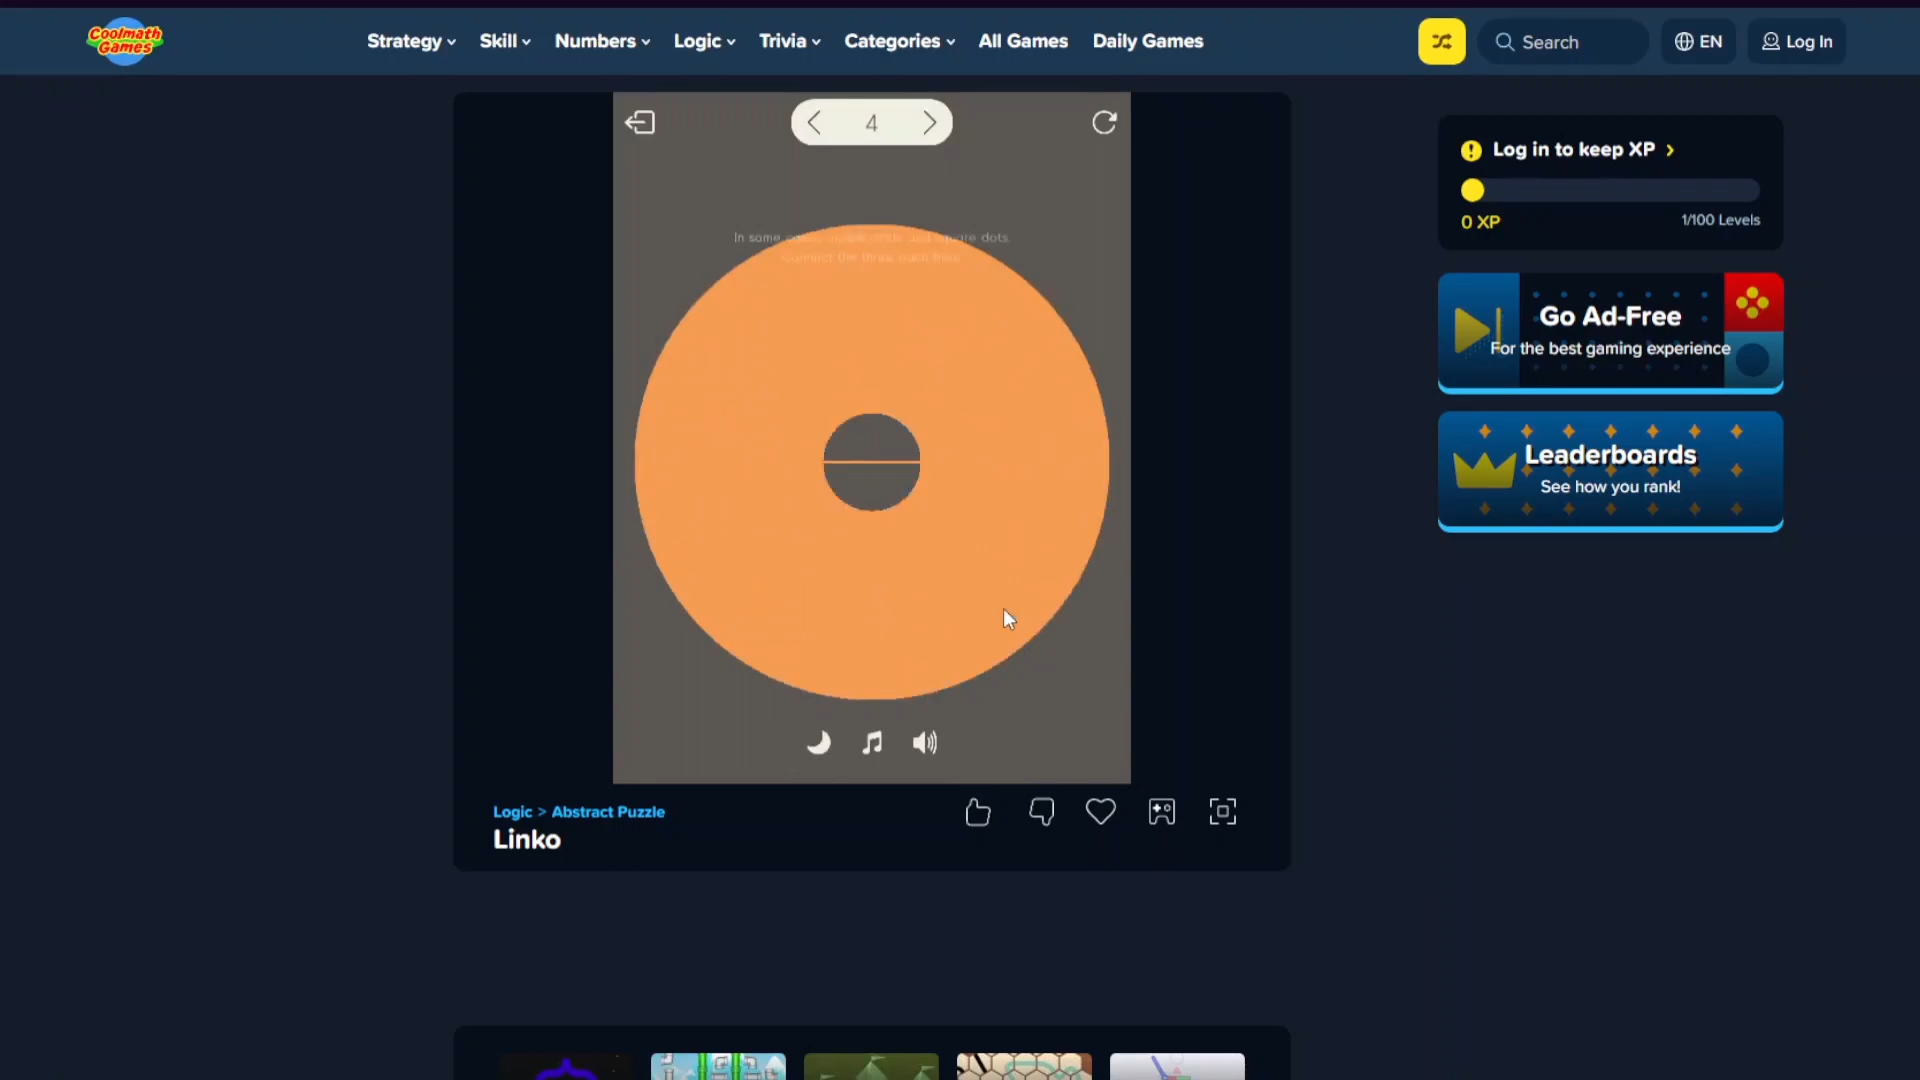 Coolmath
Games
Strategy
Skill
Numbers
Logic
Trivia
Categories
All Games
Daily Games
Search
EN
Log In
4
In some
dots.
Log in to keep XP
0 XP
1/100 Levels
Go Ad-Free
For the best gaming experience
Leaderboards
See how you rank!
Logic > Abstract Puzzle
Linko